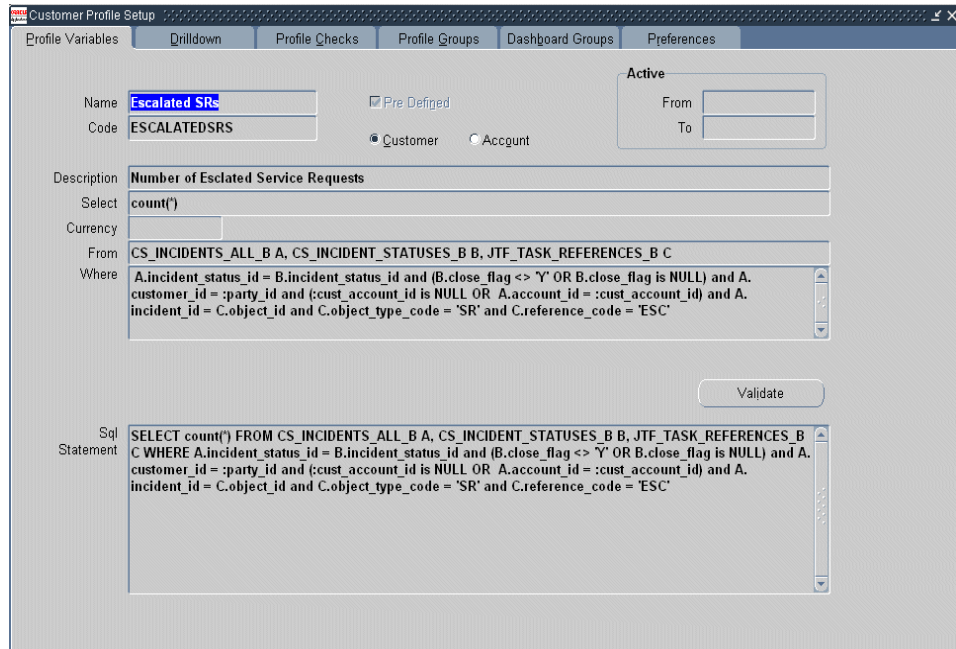 Customer Profile Setup
Profile Variables Drilldown Profile Checks Profile Groups Dashboard Groups Preferences
Active
Name Escalated SRs Pre Defined From
Code ESCALATEDSRS Customer Account To
Description Number of Esclated Service Requests
Select count(*)
Currency
From CS_INCIDENTS_ALL_B A, CS_INCIDENT_STATUSES_B B, JTF_TASK_REFERENCES_B C
Where A.incident_status_id = B.incident_status_id and (B.close_flag <> 'Y' OR B.close_flag is NULL) and A.
customer_id = :party_id and (:cust_account_id is NULL OR A.account_id = :cust_account_id) and A.
incident_id = C.object_id and C.object_type_code = 'SR' and C.reference_code = 'ESC'
Validate
Sql SELECT count(*) FROM CS_INCIDENTS_ALL_B A, CS_INCIDENT_STATUSES_B B, JTF_TASK_REFERENCES_B
Statement C WHERE A.incident_status_id = B.incident_status_id and (B.close_flag <> 'Y' OR B.close_flag is NULL) and A.
customer_id = :party_id and (:cust_account_id is NULL OR A.account_id = :cust_account_id) and A.
incident_id = C.object_id and C.object_type_code = 'SR' and C.reference_code = 'ESC'